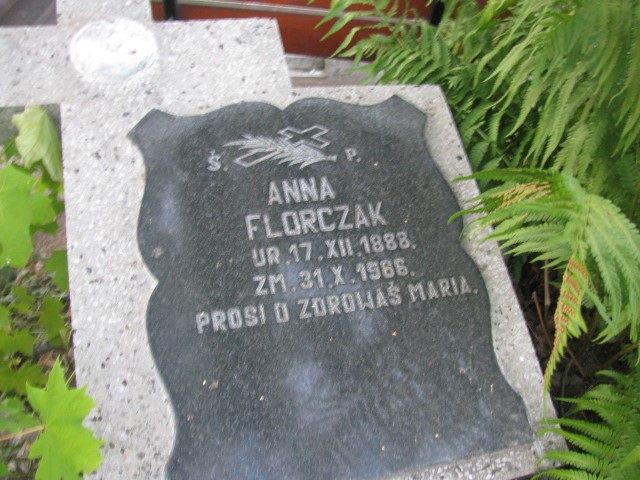 Ś. P.
ANNA
FLORCZAK
UR 17.XII.1888.
ZM.31.X.1966.
PROSI O ZDROWAŚ MARIA.